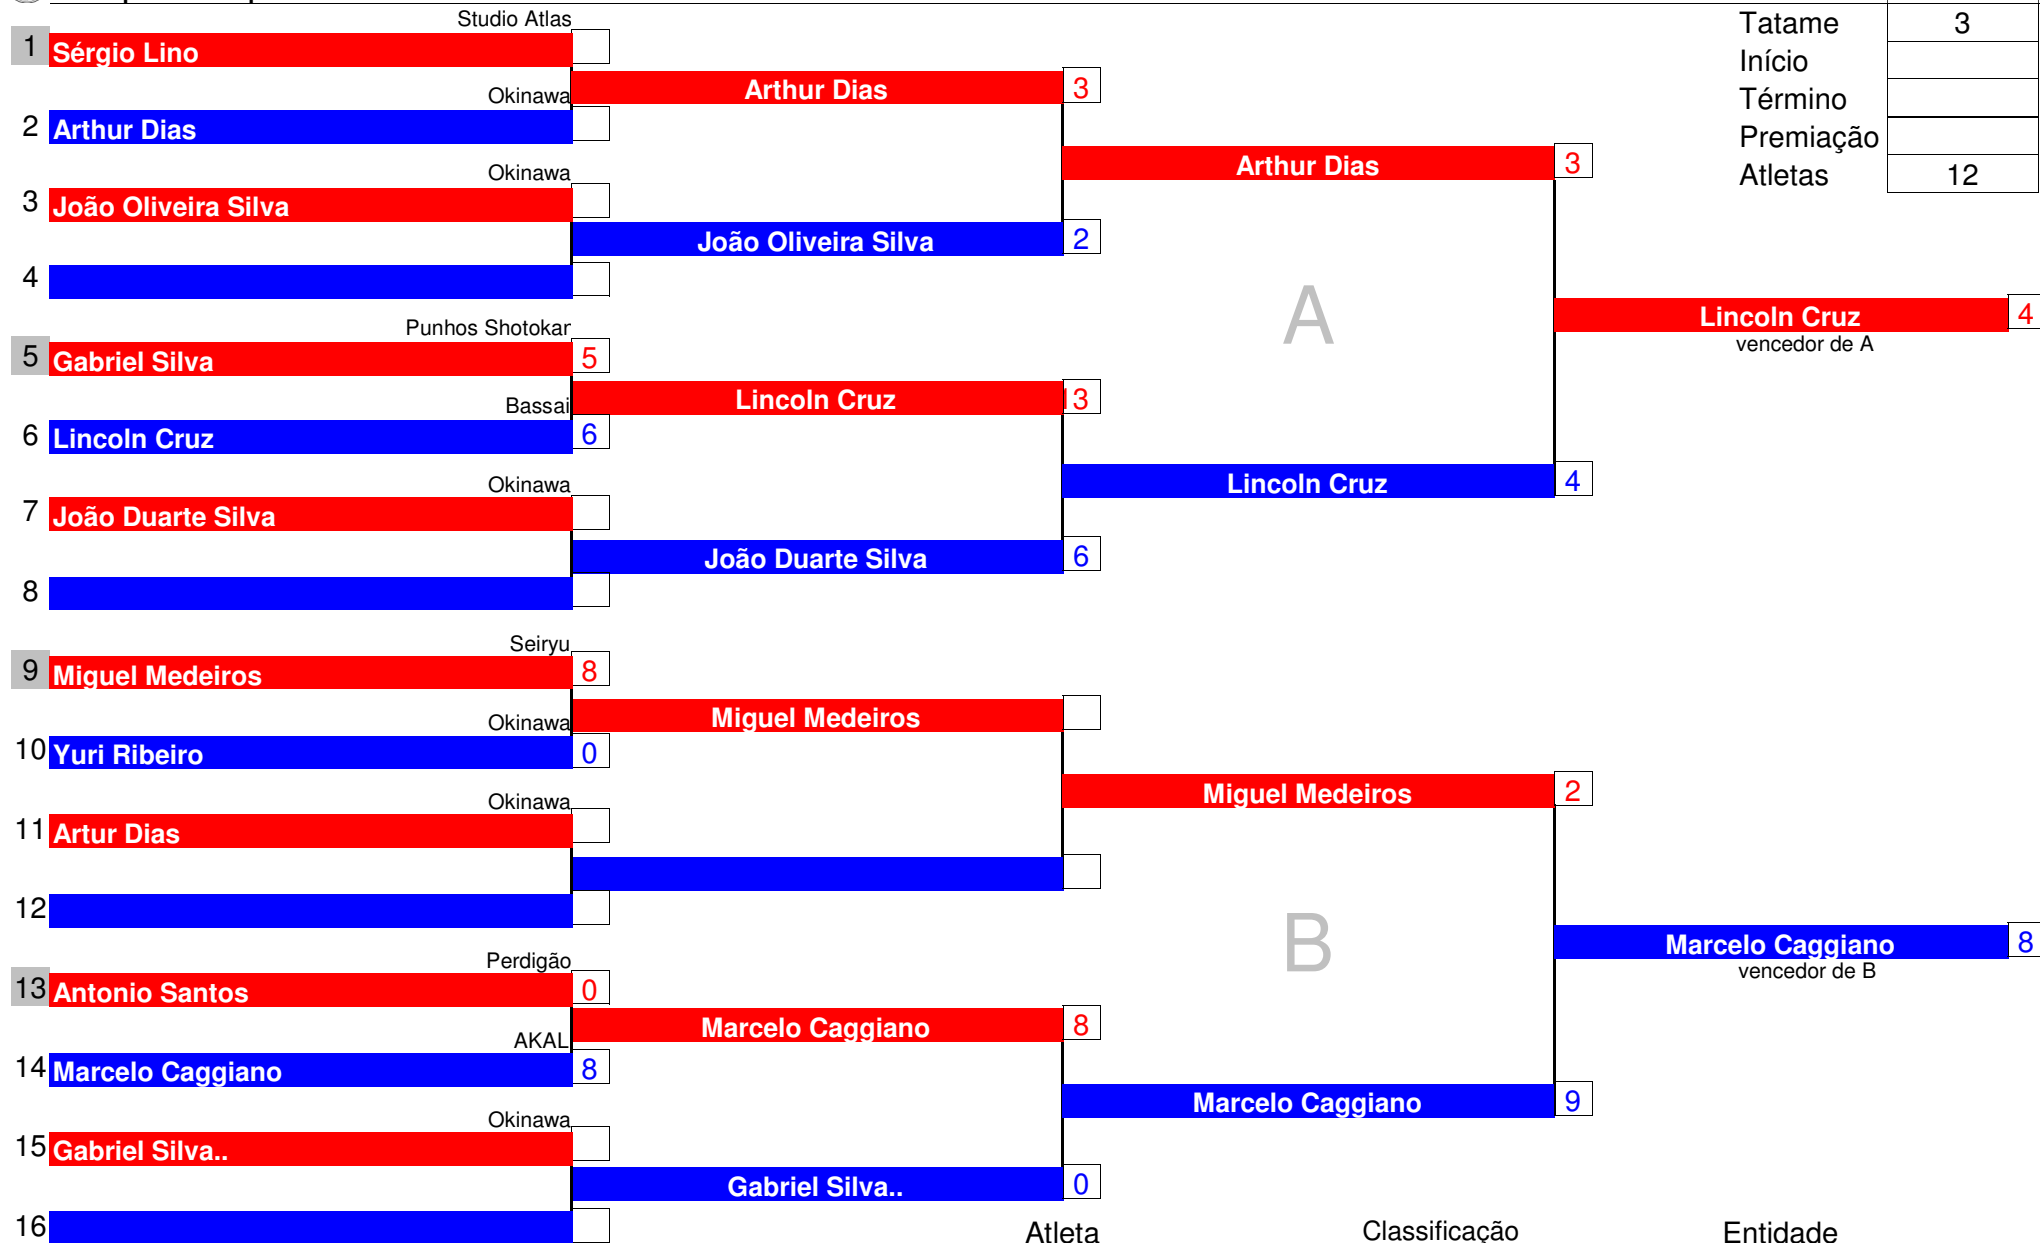 Studio Atlas
1 Sérgio Lino
Okinawa
2 Arthur Dias
Okinawa
3 João Oliveira Silva
4
Punhos Shotokan
5 Gabriel Silva 5
Bassai
6 Lincoln Cruz 6
Okinawa
7 João Duarte Silva
8
Seiryu
9 Miguel Medeiros 8
Okinawa
10 Yuri Ribeiro 0
Okinawa
11 Artur Dias
12
Perdigão
13 Antonio Santos 0
AKAL
14 Marcelo Caggiano 8
Okinawa
15 Gabriel Silva..
16
Arthur Dias 3
João Oliveira Silva 2
Lincoln Cruz 13
João Duarte Silva 6
Miguel Medeiros
Marcelo Caggiano 8
Gabriel Silva.. 0
Arthur Dias 3
A
Lincoln Cruz 4
Miguel Medeiros 2
B
Marcelo Caggiano 9
Lincoln Cruz 4
vencedor de A
Marcelo Caggiano 8
vencedor de B
Tatame 3
Início
Término
Premiação
Atletas 12
Atleta Classificação Entidade